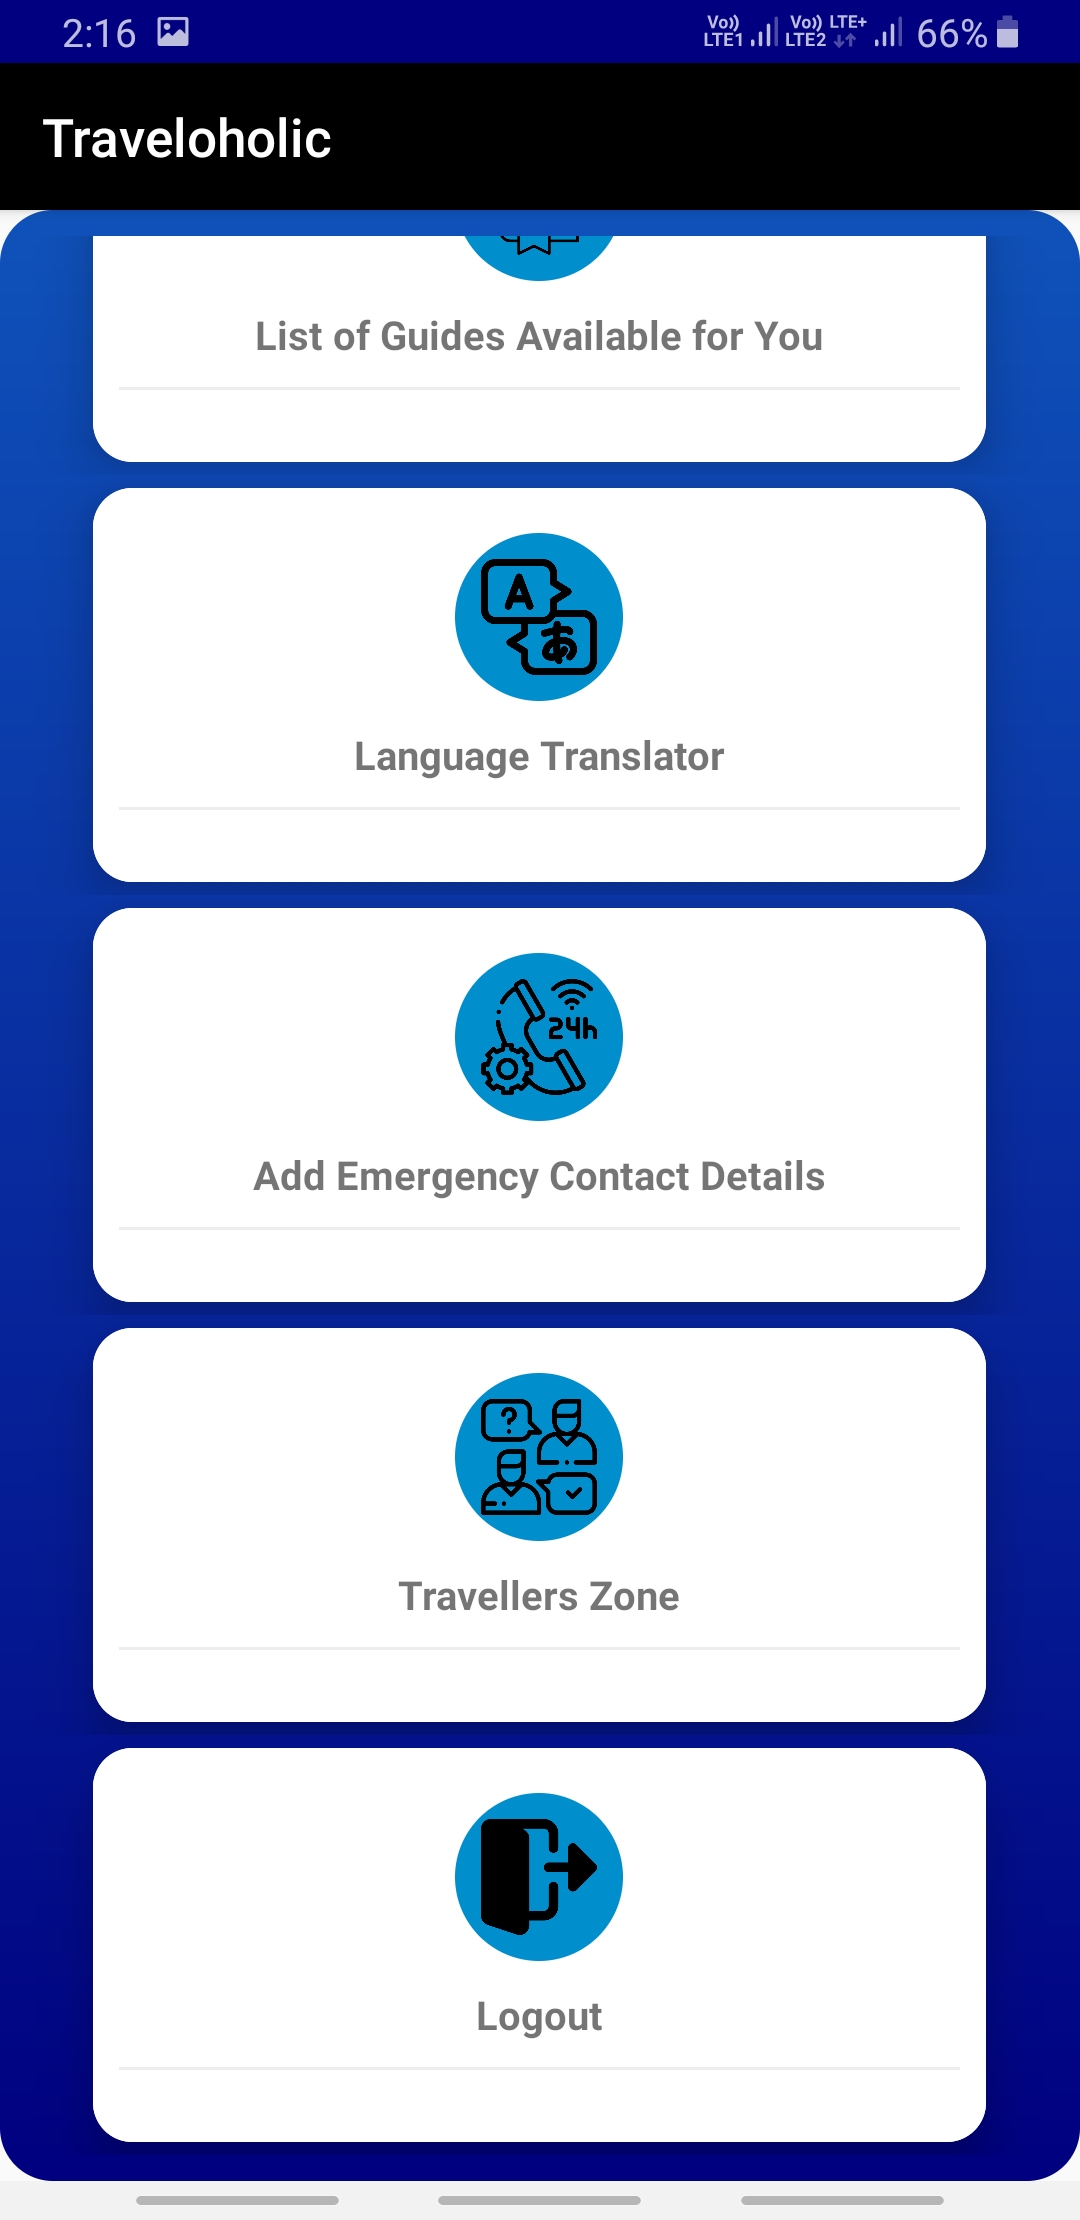 2:16 Vo)) LTE1 Vo)) LTE+ LTE2 66%
Traveloholic
List of Guides Available for You
A
あ
Language Translator
24h
Add Emergency Contact Details
?
Travellers Zone
Logout